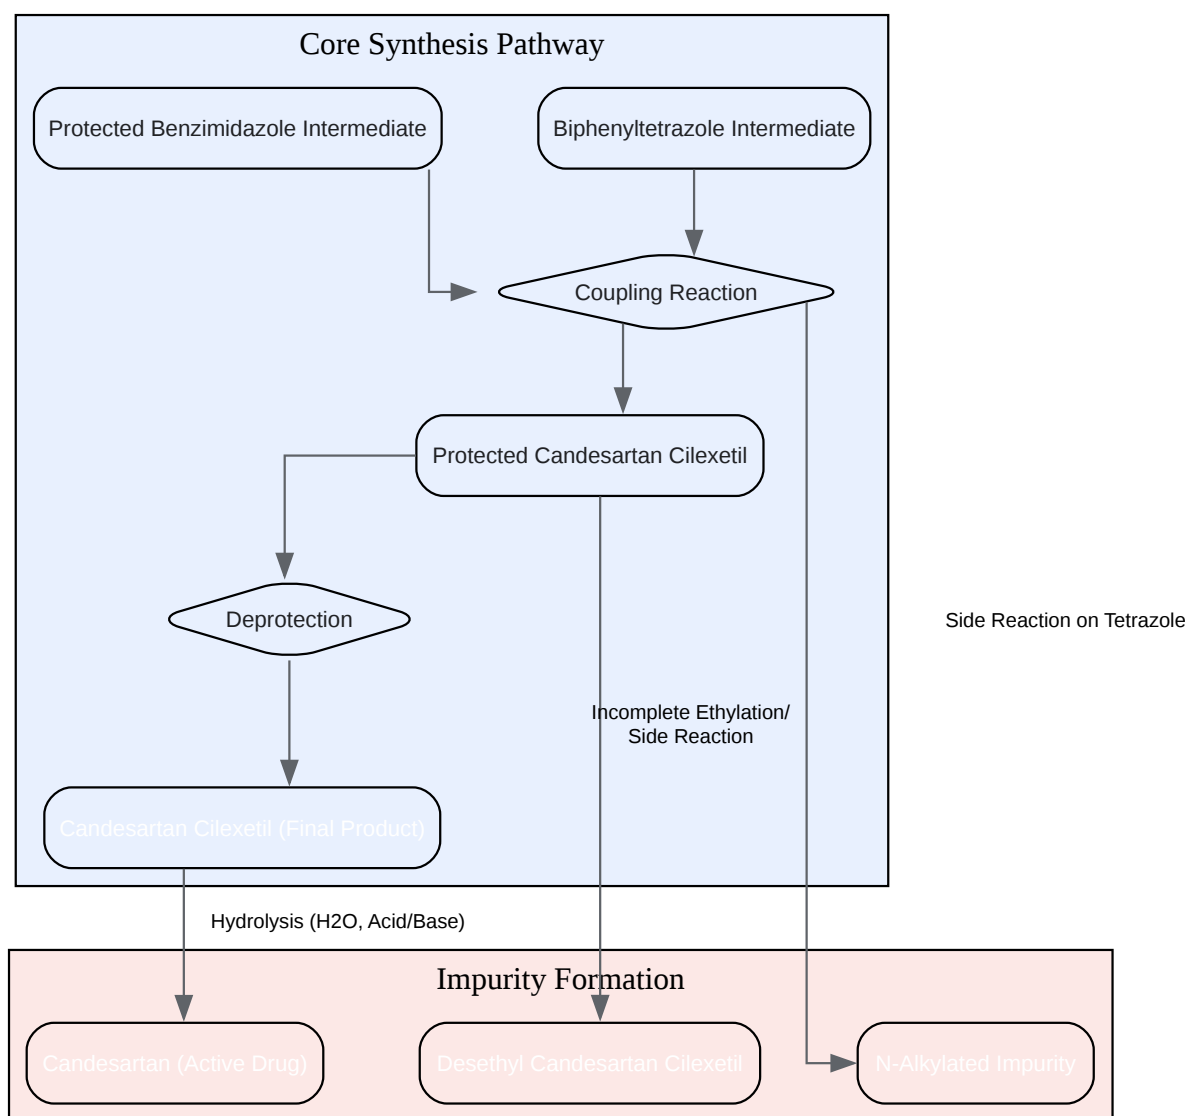 Core Synthesis Pathway
Protected Benzimidazole Intermediate
Biphenyltetrazole Intermediate
Coupling Reaction
Protected Candesartan Cilexetil
Deprotection
Side Reaction on Tetrazole
Incomplete Ethylation/
Side Reaction
Candesartan Cilexetil (Final Product)
Hydrolysis (H2O, Acid/Base)
Impurity Formation
Candesartan (Active Drug)
Desethyl Candesartan Cilexetil
N-Alkylated Impurity